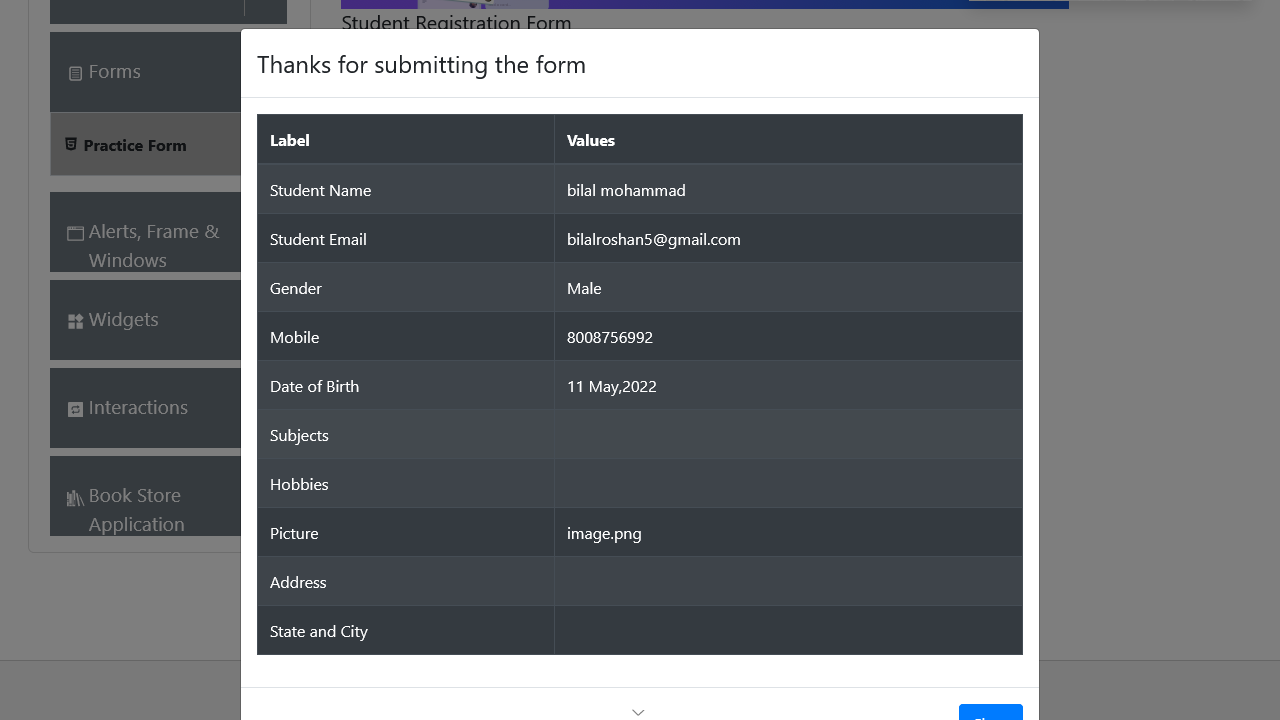 Student Registration Form
Thanks for submitting the form
Forms
Practice Form
Alerts, Frame &
Windows
Widgets
Interactions
Book Store
Application
Label Values
Student Name bilal mohammad
Student Email bilalroshan5@gmail.com
Gender Male
Mobile 8008756992
Date of Birth 11 May,2022
Subjects
Hobbies
Picture image.png
Address
State and City